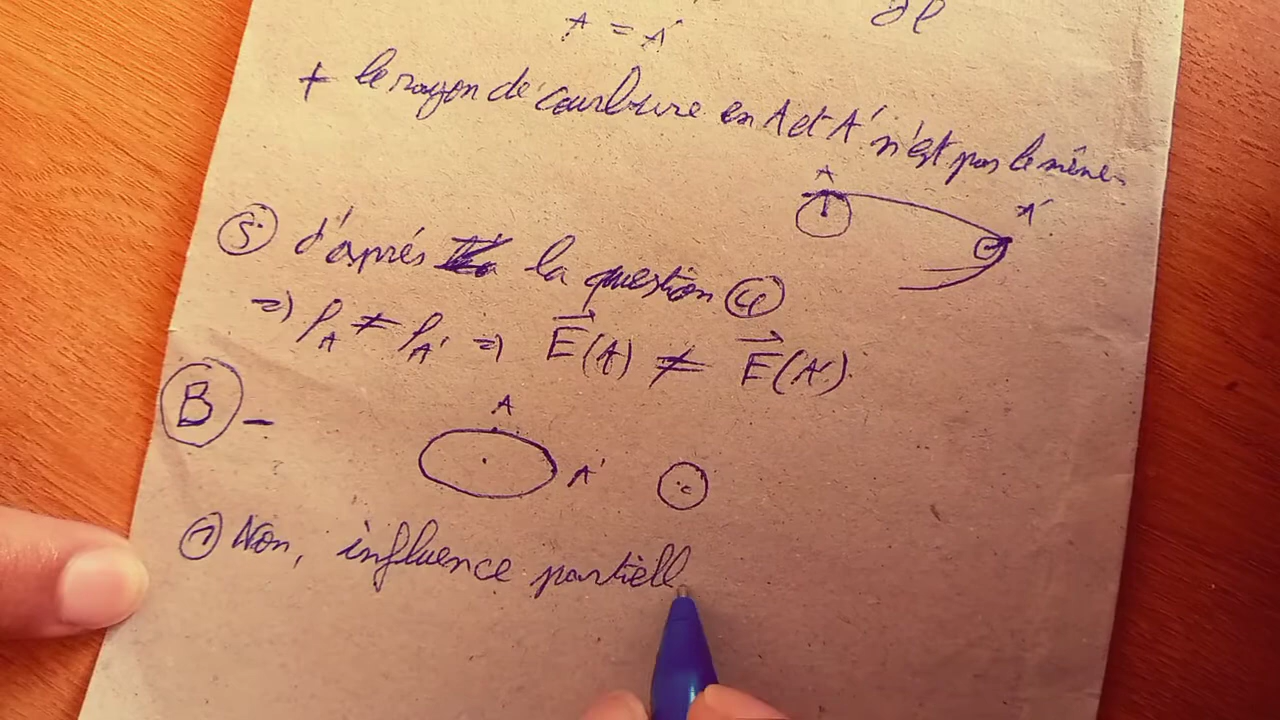 A = A'
+ le rayon de courbure en A et A' n'est pas le même.
A
A'
⑤ d'aprés la question ④
=> ρA ≠ ρA' => E⃗(A) ≠ E⃗(A').
B -
A
A'
① Non, influence partiell